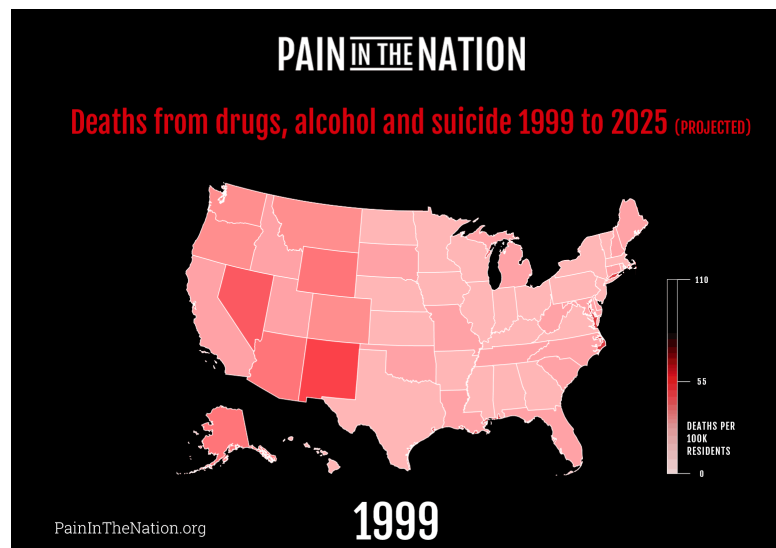 PAIN IN THE NATION
Deaths from drugs, alcohol and suicide 1999 to 2025 (PROJECTED)
110
55
DEATHS PER
100K
RESIDENTS
0
1999
PainInTheNation.org